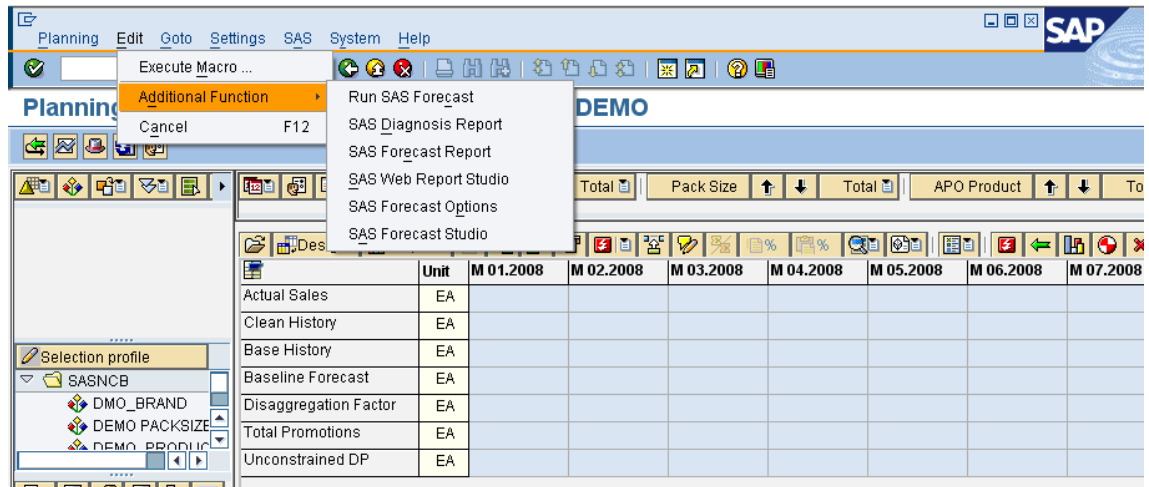 Planning Edit Goto Settings SAS System Help
SAP
Execute Macro ...
Planning DEMO
Additional Function
Cancel F12
Run SAS Forecast
SAS Diagnosis Report
SAS Forecast Report
SAS Web Report Studio
SAS Forecast Options
SAS Forecast Studio
Total Pack Size Total APO Product To
Des
Unit M 01.2008 M 02.2008 M 03.2008 M 04.2008 M 05.2008 M 06.2008 M 07.2008
Actual Sales EA
Clean History EA
Base History EA
Baseline Forecast EA
Disaggregation Factor EA
Total Promotions EA
Unconstrained DP EA
Selection profile
SASNCB
DMO_BRAND
DEMO PACKSIZE
DEMO PRODUC